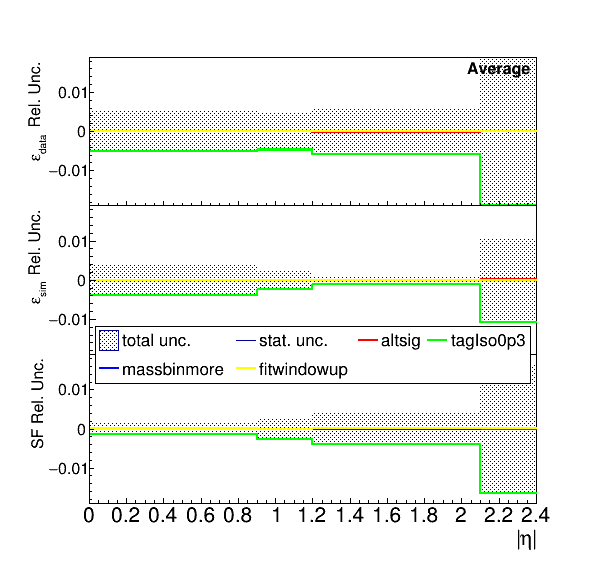 Average
ε_data Rel. Unc.
0.01
0
−0.01
ε_sim Rel. Unc.
0.01
0
−0.01
total unc. stat. unc. altsig tagIso0p3
massbinmore fitwindowup
SF Rel. Unc.
0.01
0
−0.01
0 0.2 0.4 0.6 0.8 1 1.2 1.4 1.6 1.8 2 2.2 2.4
|η|